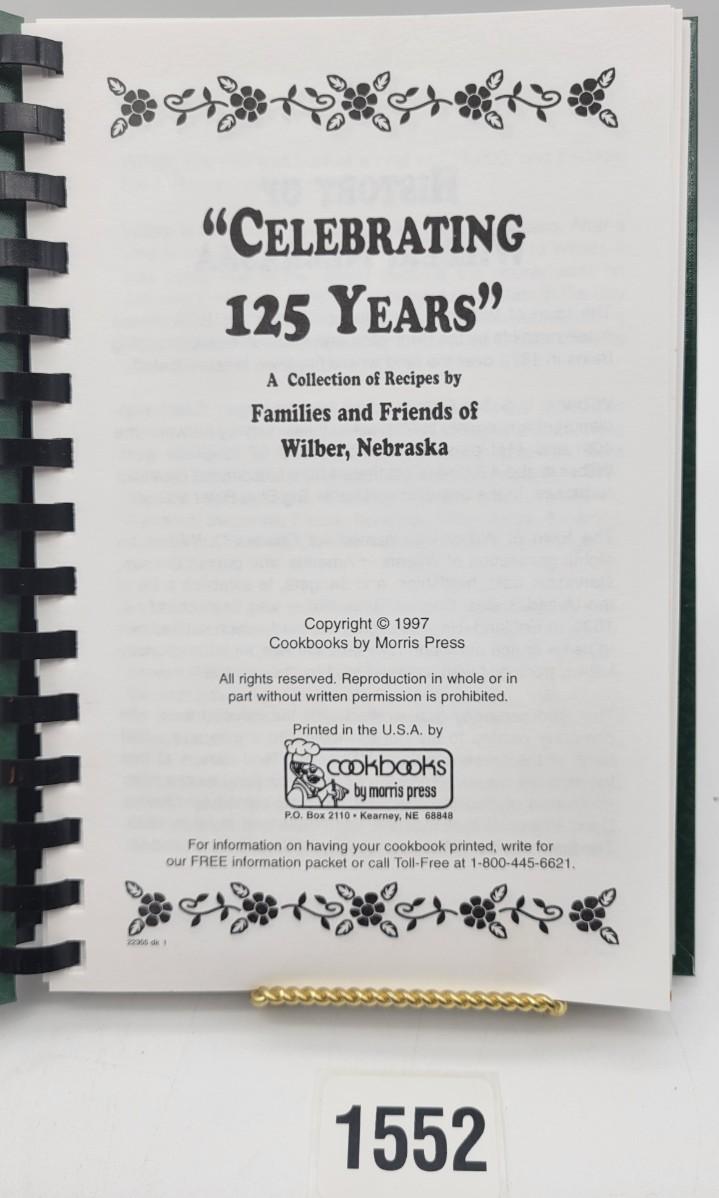 “CELEBRATING
125 YEARS”
A Collection of Recipes by
Families and Friends of
Wilber, Nebraska
Copyright © 1997
Cookbooks by Morris Press
All rights reserved. Reproduction in whole or in
part without written permission is prohibited.
Printed in the U.S.A. by
cookbooks
by morris press
P.O. Box 2110 • Kearney, NE 68848
For information on having your cookbook printed, write for
our FREE information packet or call Toll-Free at 1-800-445-6621.
1552